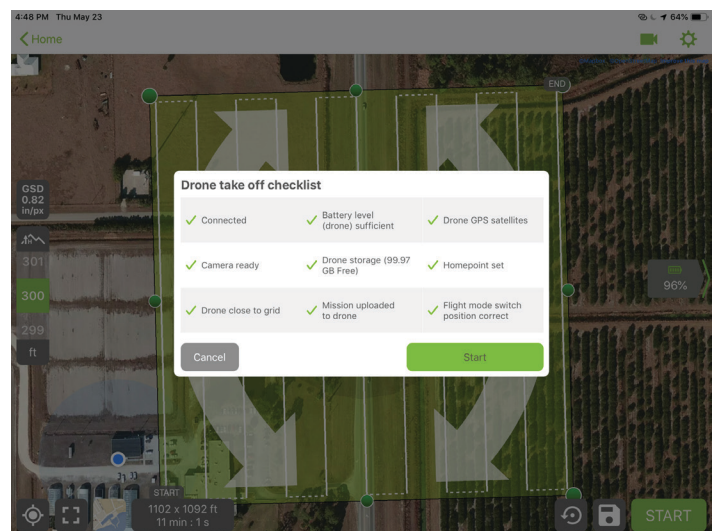 4:48 PM Thu May 23
64%
Home
END
GSD
0.82
in/px
301
300
299
ft
96%
Drone take off checklist
Connected
Battery level
(drone) sufficient
Drone GPS satellites
Camera ready
Drone storage (99.97
GB Free)
Homepoint set
Drone close to grid
Mission uploaded
to drone
Flight mode switch
position correct
Cancel
Start
START
1102 x 1092 ft
11 min : 1 s
START